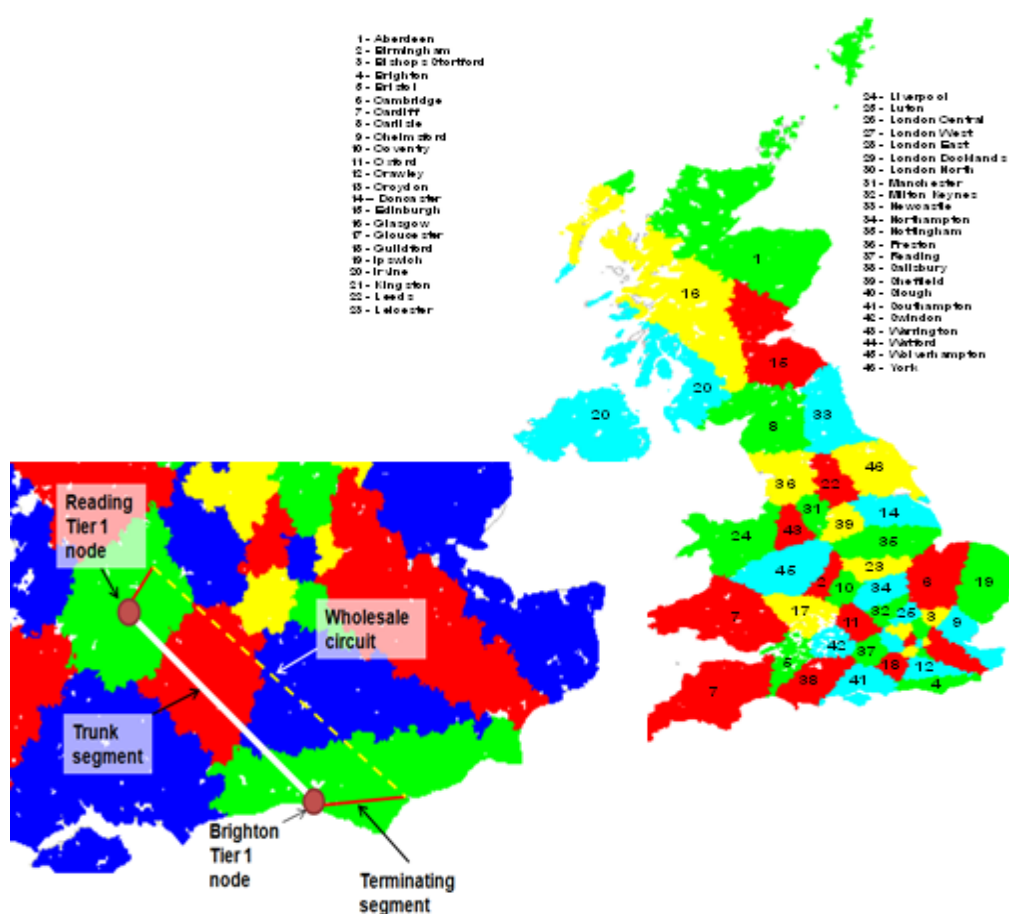 1 - Aberdeen
2 - Birmingham
3 - Bishops Stortford
4 - Brighton
5 - Bristol
6 - Cambridge
7 - Cardiff
8 - Carlisle
9 - Chelmsford
10 - Coventry
11 - Oxford
12 - Crawley
13 - Croydon
14 – Doncaster
15 - Edinburgh
16 - Glasgow
17 - Gloucester
18 - Guildford
19 - Ipswich
20 - Irvine
21 - Kingston
22 - Leeds
23 - Leicester
24 - Liverpool
25 - Luton
26 - London Central
27 - London West
28 - London East
29 - London Docklands
30 - London North
31 - Manchester
32 - Milton Keynes
33 - Newcastle
34 - Northampton
35 - Nottingham
36 - Preston
37 - Reading
38 - Salisbury
39 - Sheffield
40 - Slough
41 - Southampton
42 - Swindon
43 - Warrington
44 - Watford
45 - Wolverhampton
46 - York
1
16
15
20
20
33
8
46
36
22
31
14
43
39
24
35
45
23
2
10
34
6
19
17
32
25
3
9
7
11
42
37
5
18
12
38
41
4
7
Reading
Tier 1
node
Wholesale
circuit
Trunk
segment
Brighton
Tier 1
node
Terminating
segment